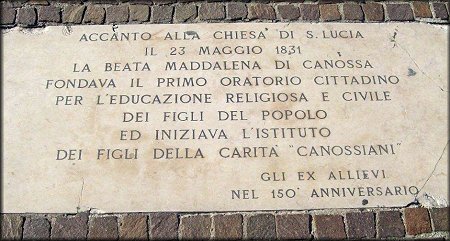 ACCANTO ALLA CHIESA DI S. LUCIA
IL 23 MAGGIO 1831
LA BEATA MADDALENA DI CANOSSA
FONDAVA IL PRIMO ORATORIO CITTADINO
PER L'EDUCAZIONE RELIGIOSA E CIVILE
DEI FIGLI DEL POPOLO
ED INIZIAVA L'ISTITUTO
DEI FIGLI DELLA CARITA' "CANOSSIANI"
GLI EX ALLIEVI
NEL 150° ANNIVERSARIO